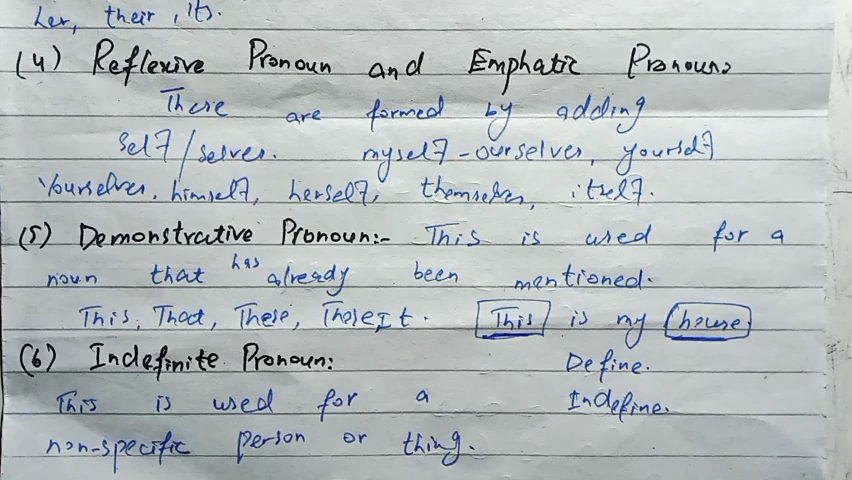 her, their, its.
(4) Reflexive Pronoun and Emphatic Pronoun:
These are formed by adding
self/selves. myself-ourselves, yourself
Yourselves, himself, herself, themselves, itself.
(5) Demonstrative Pronoun:- This is used for a
noun that has already been mentioned.
This, That, These, Those, It. This is my house
(6) Indefinite Pronoun: Define.
This is used for a Indefine.
non-specific person or thing.